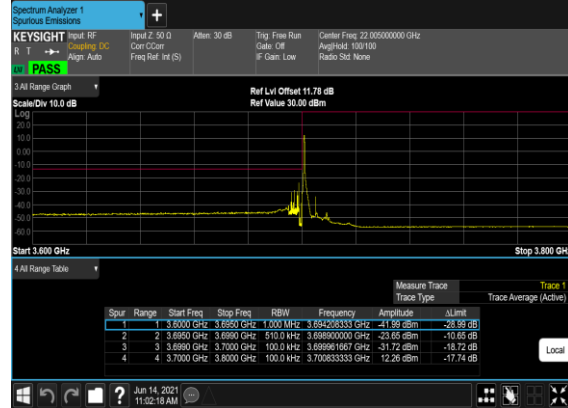 Spectrum Analyzer 1
Spurious Emissions
+
KEYSIGHT Input: RF Input Z: 50 Ω Atten: 30 dB Trig: Free Run Center Freq: 22.005000000 GHz
R T Coupling: DC Corr CCorr Gate: Off Avg|Hold: 100/100
Align: Auto Freq Ref: Int (S) IF Gain: Low Radio Std: None
PASS
3 All Range Graph
Ref Lvl Offset 11.78 dB
Scale/Div 10.0 dB Ref Value 30.00 dBm
Log
20.0
10.0
0.00
-10.0
-20.0
-30.0
-40.0
-50.0
-60.0
Start 3.600 GHz Stop 3.800 GHz
4 All Range Table
Measure Trace Trace 1
Trace Type Trace Average (Active)
Spur Range Start Freq Stop Freq RBW Frequency Amplitude ΔLimit
1 1 3.6000 GHz 3.6950 GHz 1.000 MHz 3.694208333 GHz -41.99 dBm -28.99 dB
2 2 3.6950 GHz 3.6990 GHz 510.0 kHz 3.698900000 GHz -23.65 dBm -10.65 dB
3 3 3.6990 GHz 3.7000 GHz 100.0 kHz 3.699961667 GHz -31.72 dBm -18.72 dB
4 4 3.7000 GHz 3.8000 GHz 100.0 kHz 3.700833333 GHz 12.26 dBm -17.74 dB
Local
? Jun 14, 2021
11:02:18 AM